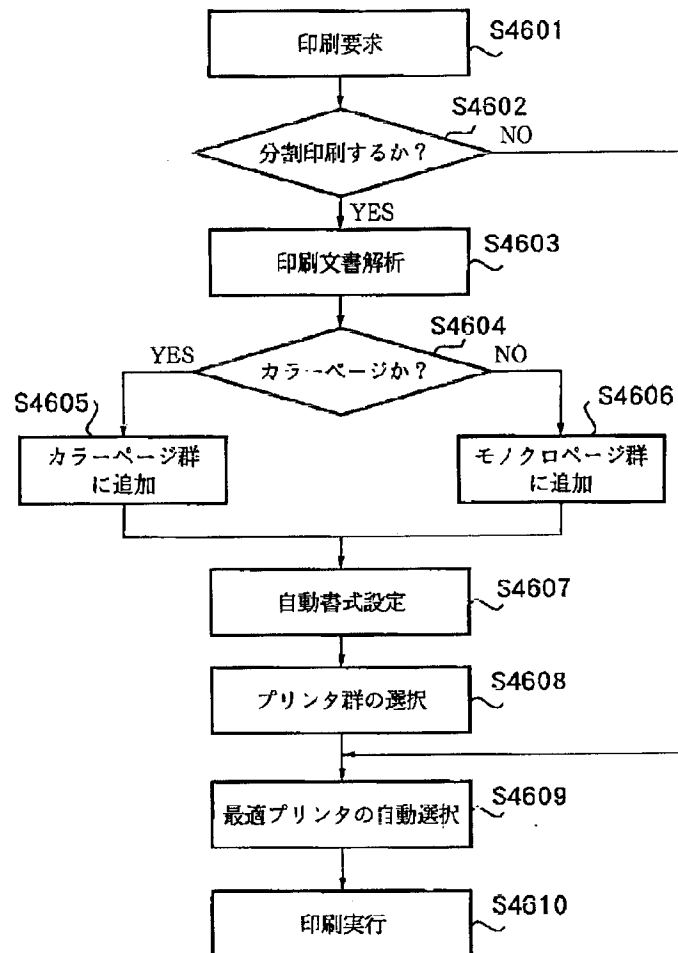 S4601
印刷要求
S4602
分割印刷するか?
NO
YES
S4603
印刷文書解析
S4604
カラーページか?
YES
NO
S4605
カラーページ群
に追加
S4606
モノクロページ群
に追加
S4607
自動書式設定
S4608
プリンタ群の選択
S4609
最適プリンタの自動選択
S4610
印刷実行